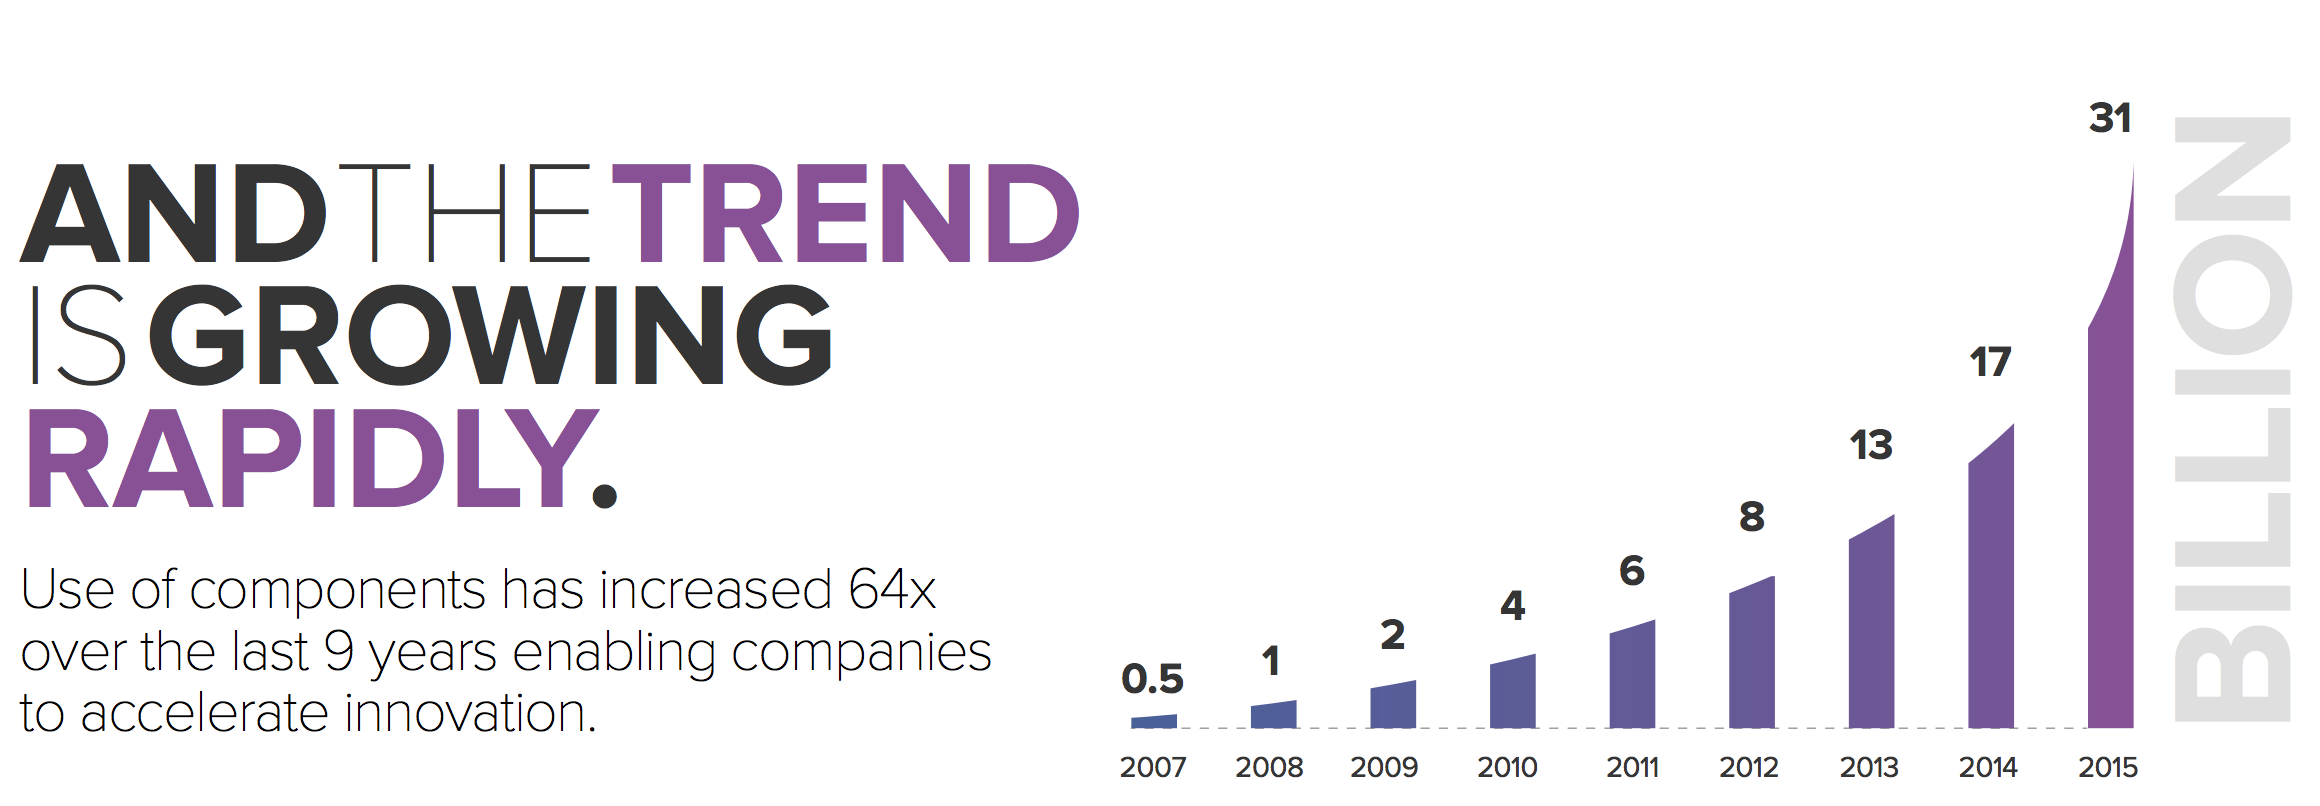 AND THE TREND
IS GROWING
RAPIDLY.
Use of components has increased 64x
over the last 9 years enabling companies
to accelerate innovation.
0.5 1 2 4 6 8 13 17 31
2007 2008 2009 2010 2011 2012 2013 2014 2015
BILLION